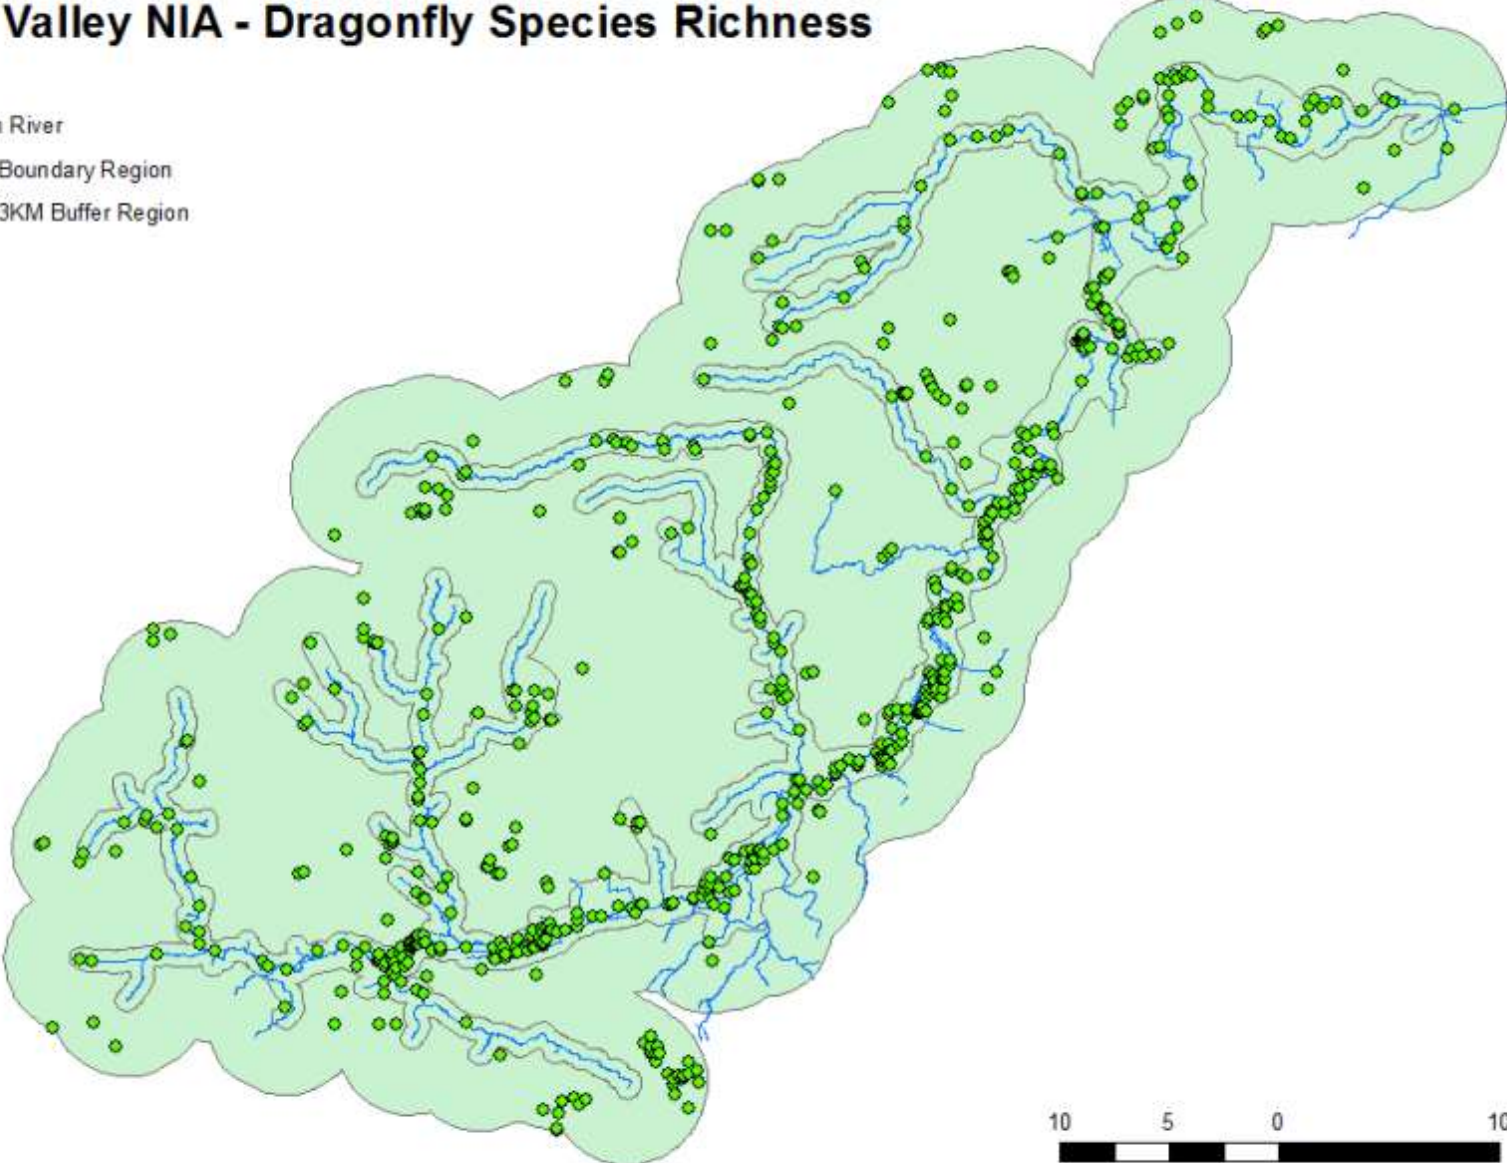 Valley NIA - Dragonfly Species Richness
River
Boundary Region
3KM Buffer Region
10 5 0 10